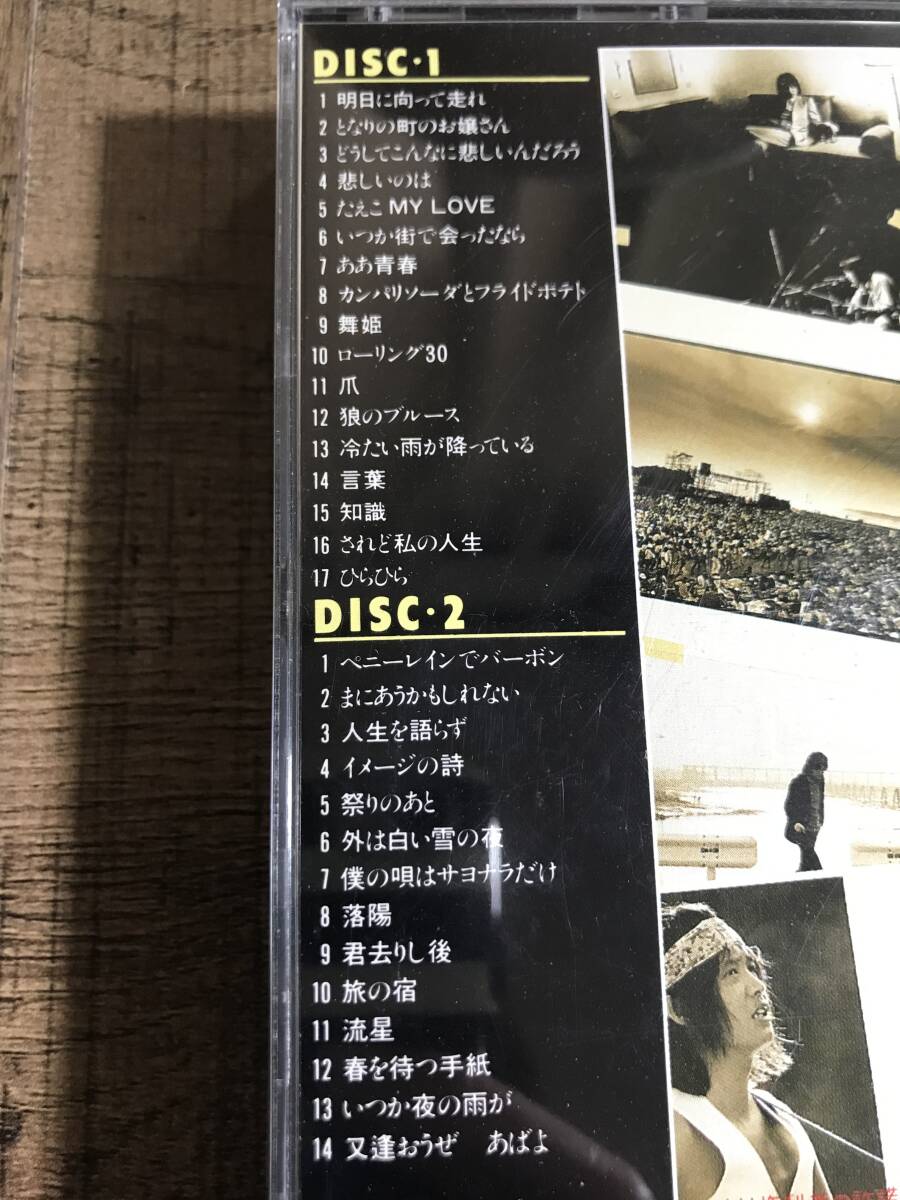 DISC・1
1 明日に向って走れ
2 となりの町のお嬢さん
3 どうしてこんなに悲しいんだろう
4 悲しいのは
5 たえこ MY LOVE
6 いつか街で会ったなら
7 ああ青春
8 カンパリソーダとフライドポテト
9 舞姫
10 ローリング30
11 爪
12 狼のブルース
13 冷たい雨が降っている
14 言葉
15 知識
16 されど私の人生
17 ひらひら
DISC・2
1 ペニーレインでバーボン
2 まにあうかもしれない
3 人生を語らず
4 イメージの詩
5 祭りのあと
6 外は白い雪の夜
7 僕の唄はサヨナラだけ
8 落陽
9 君去りし後
10 旅の宿
11 流星
12 春を待つ手紙
13 いつか夜の雨が
14 又逢おうぜ あばよ